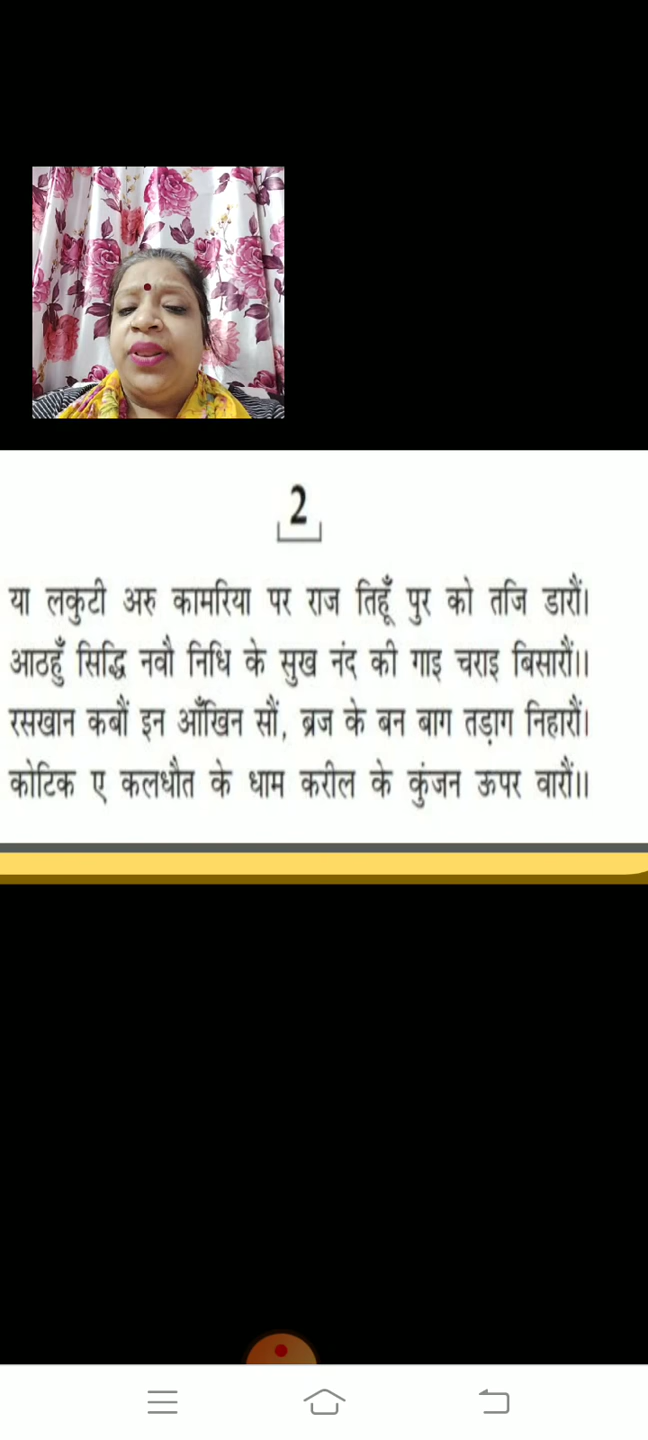 2
या लकुटी अरु कामरिया पर राज तिहूँ पुर को तजि डारौं।
आठहुँ सिद्धि नवौ निधि के सुख नंद की गाइ चराइ बिसारौं।।
रसखान कबौं इन आँखिन सौं, ब्रज के बन बाग तड़ाग निहारौं।
कोटिक ए कलधौत के धाम करील के कुंजन ऊपर वारौं।।